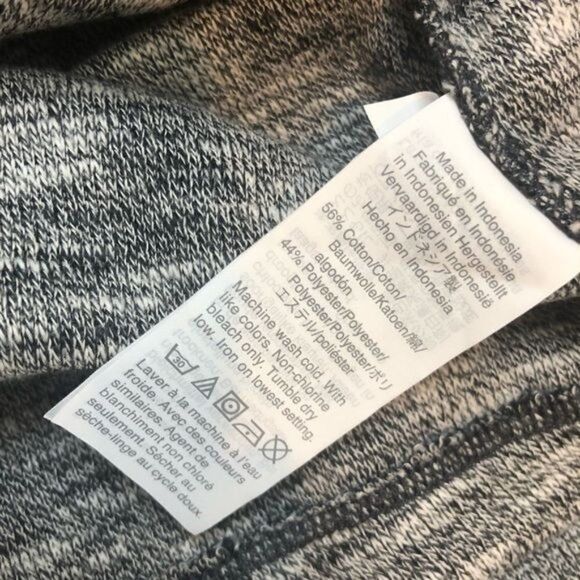 Made in Indonesia
Fabriqué en Indonésie
in Indonesien Hergestellt
Vervaardigd in Indonesië
インドネシア製
Hecho en Indonesia
56% Cotton/Coton/
Baumwolle/Katoen/綿/
algodón
44% Polyester/Polyester/
Polyester/Polyester/ポリ
エステル/poliéster
Machine wash cold. With
like colors. Non-chlorine
bleach only. Tumble dry
low. Iron on lowest setting.
30
Laver à la machine à l'eau
froide. Avec des couleurs
similaires. Agent de
blanchiment non chloré
seulement. Sécher au
sèche-linge au cycle doux.